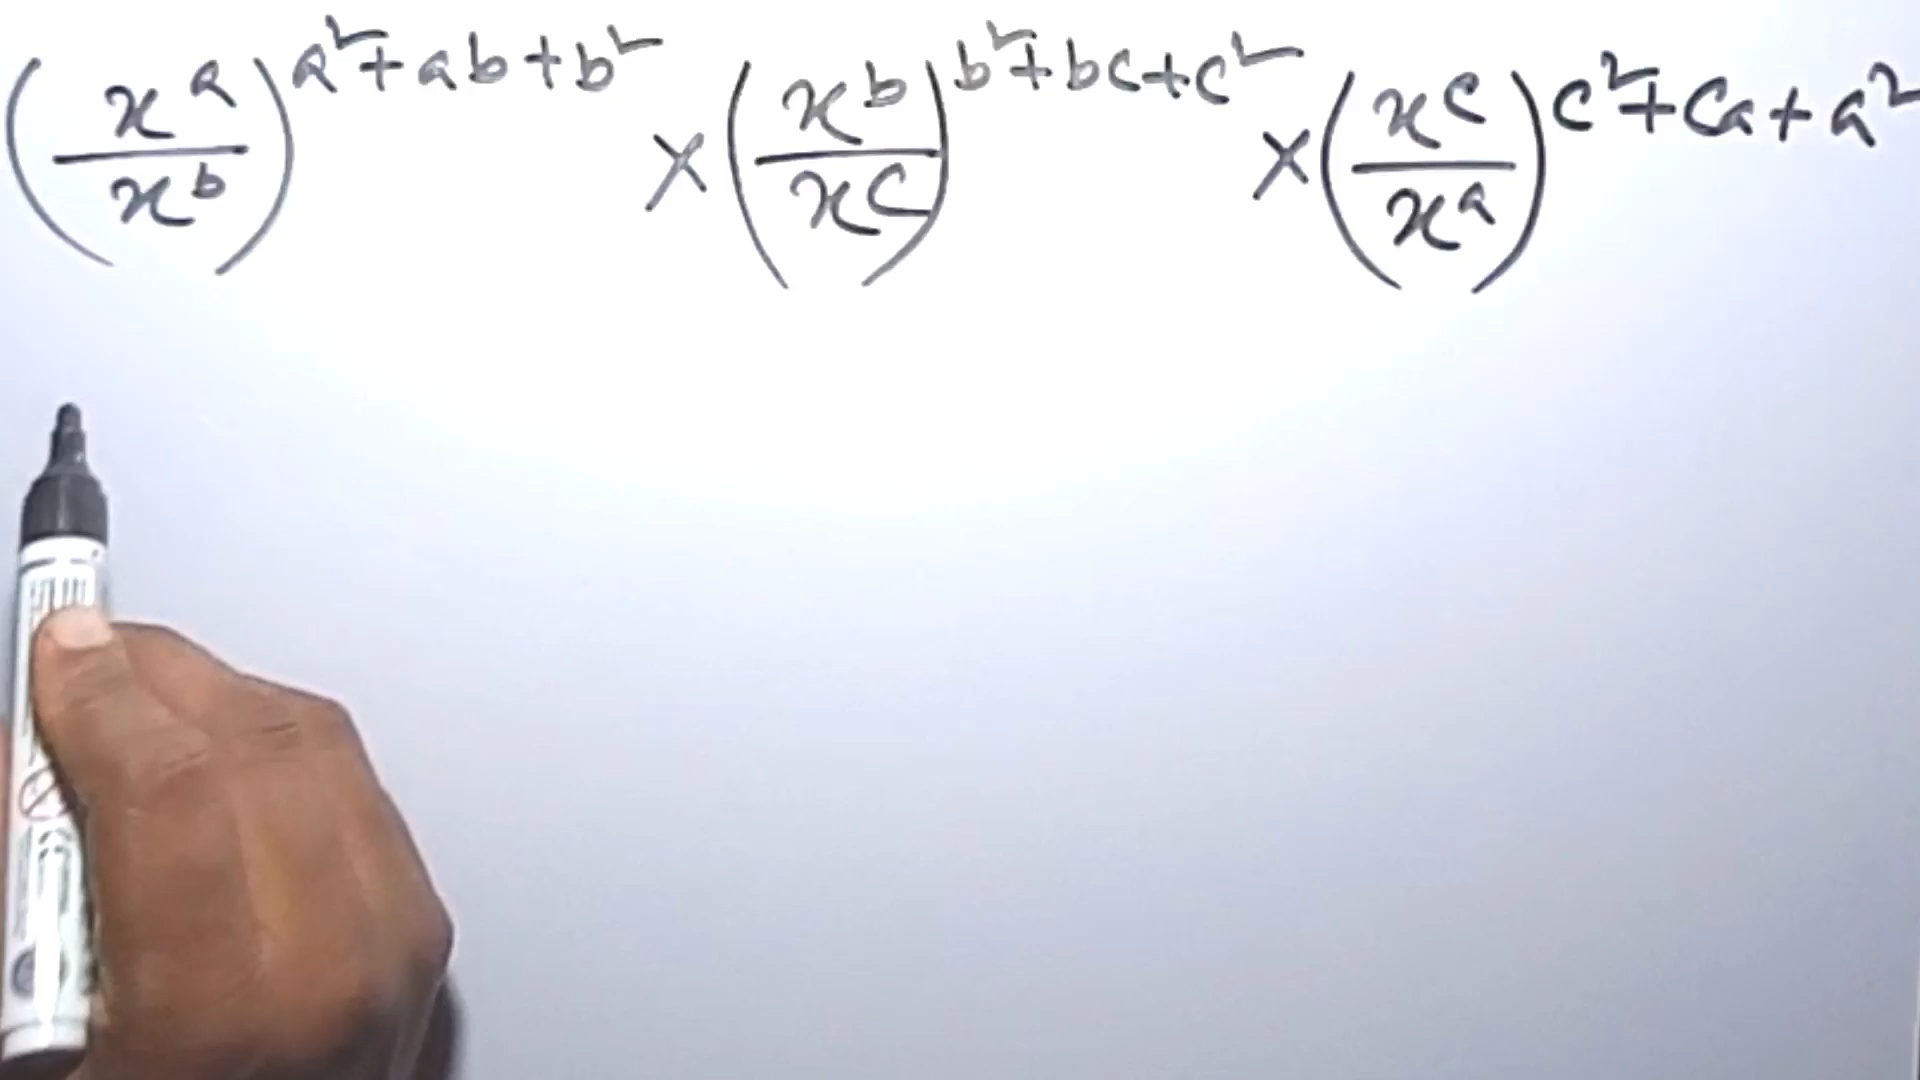 (x^a/x^b)^(a²+ab+b²) × (x^b/x^c)^(b²+bc+c²) × (x^c/x^a)^(c²+ca+a²)